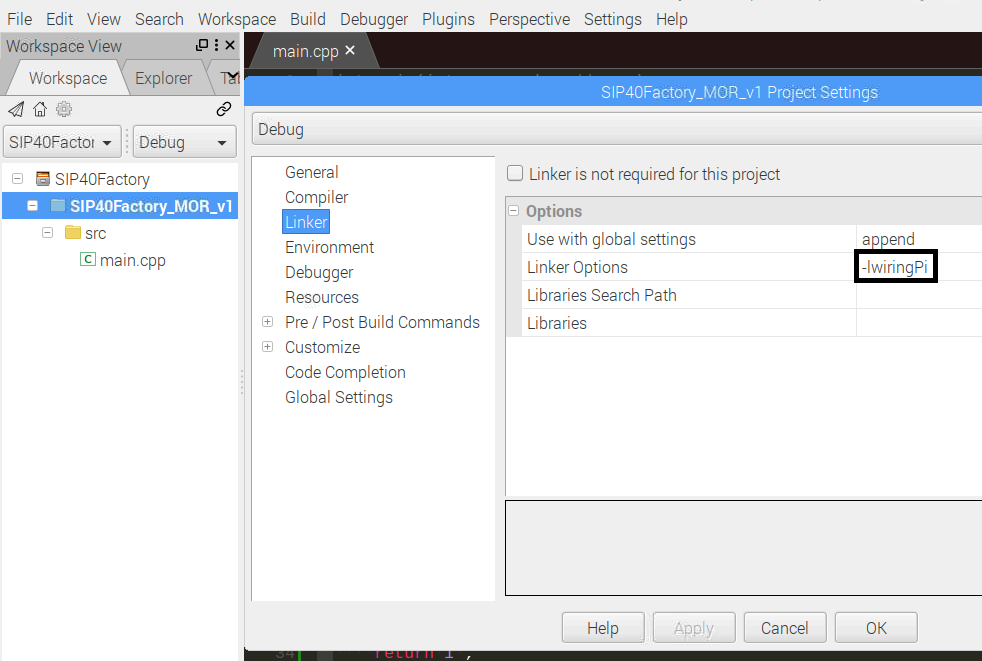 File Edit View Search Workspace Build Debugger Plugins Perspective Settings Help
Workspace View
main.cpp
Workspace Explorer
SIP40Factory_MOR_v1 Project Settings
SIP40Factor Debug
Debug
SIP40Factory
SIP40Factory_MOR_v1
src
main.cpp
General
Compiler
Linker
Environment
Debugger
Resources
Pre / Post Build Commands
Customize
Code Completion
Global Settings
Linker is not required for this project
Options
Use with global settings append
Linker Options -lwiringPi
Libraries Search Path
Libraries
Help Apply Cancel OK
34 return 1 ;